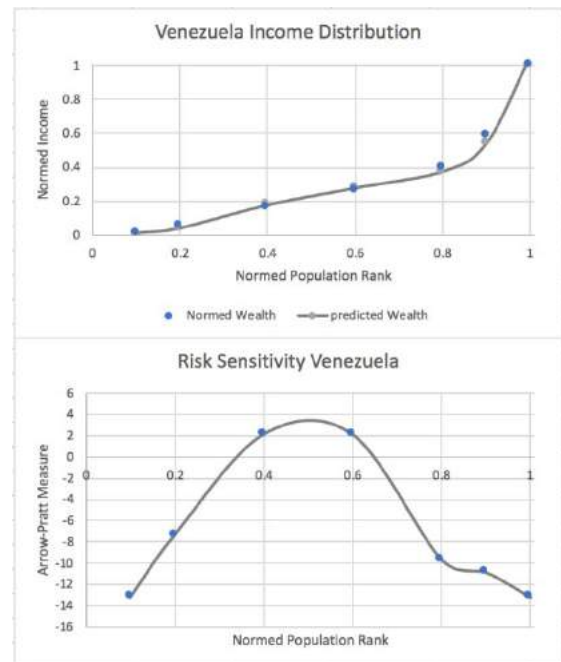 Venezuela Income Distribution
Normed Income
1
0.8
0.6
0.4
0.2
0
0 0.2 0.4 0.6 0.8 1
Normed Population Rank
Normed Wealth predicted Wealth
Risk Sensitivity Venezuela
Arrow-Pratt Measure
6
4
2
0
-2
-4
-6
-8
-10
-12
-14
-16
0 0.2 0.4 0.6 0.8 1
Normed Population Rank